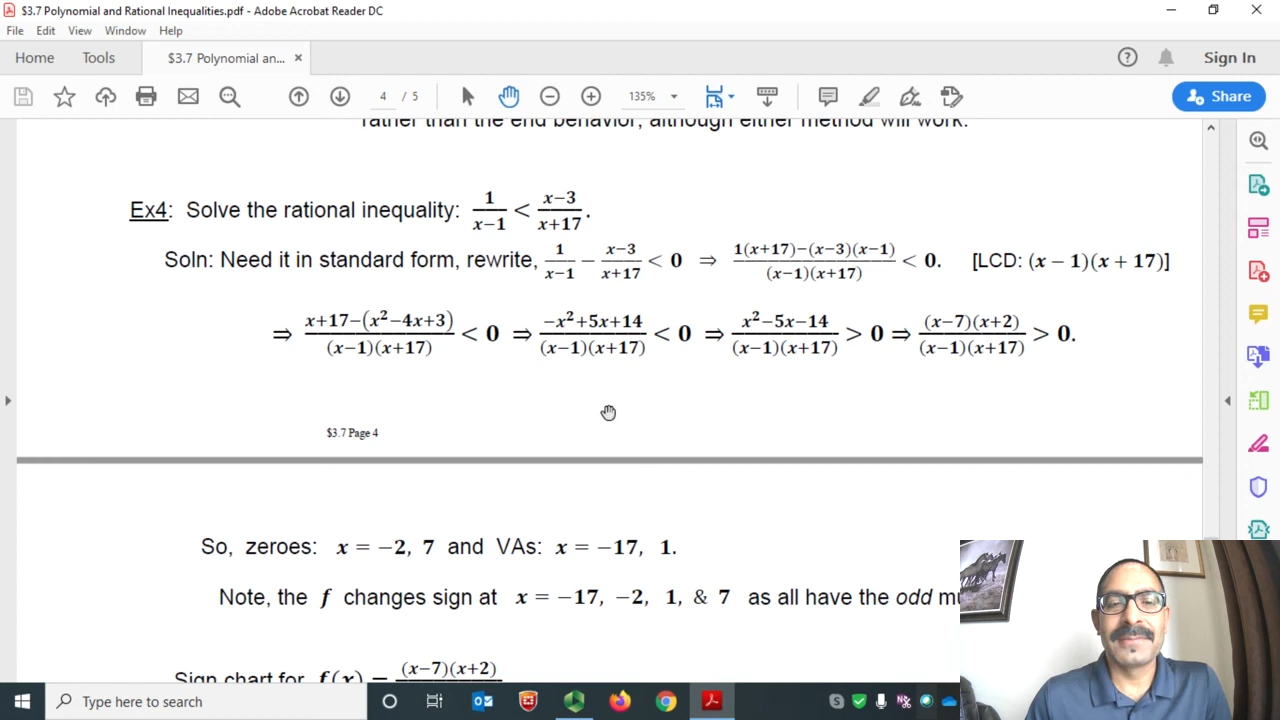 $3.7 Polynomial and Rational Inequalities.pdf - Adobe Acrobat Reader DC
File Edit View Window Help
Home Tools $3.7 Polynomial an... × Sign In
4 / 5 135% Share
rather than the end behavior, although either method will work.
Ex4: Solve the rational inequality: 1/(x−1) < (x−3)/(x+17).
Soln: Need it in standard form, rewrite, 1/(x−1) − (x−3)/(x+17) < 0 ⇒ (1(x+17)−(x−3)(x−1))/((x−1)(x+17)) < 0. [LCD: (x − 1)(x + 17)]
⇒ (x+17−(x²−4x+3))/((x−1)(x+17)) < 0 ⇒ (−x²+5x+14)/((x−1)(x+17)) < 0 ⇒ (x²−5x−14)/((x−1)(x+17)) > 0 ⇒ ((x−7)(x+2))/((x−1)(x+17)) > 0.
$3.7 Page 4
So, zeroes: x = −2, 7 and VAs: x = −17, 1.
Note, the f changes sign at x = −17, −2, 1, & 7 as all have the odd
Sign chart for f(x) = (x−7)(x+2)
Type here to search